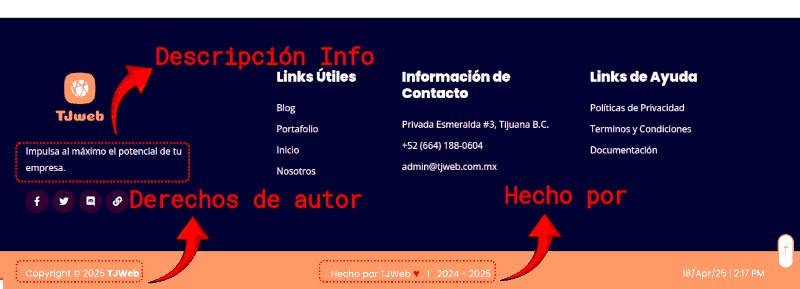 Descripción Info
TJweb
Impulsa al máximo el potencial de tu
empresa.
Links Útiles
Blog
Portafolio
Inicio
Nosotros
Información de
Contacto
Privada Esmeralda #3, Tijuana B.C.
+52 (664) 188-0604
admin@tjweb.com.mx
Links de Ayuda
Políticas de Privacidad
Terminos y Condiciones
Documentación
Derechos de autor
Hecho por
Copyright © 2025 TJWeb
Hecho por TJWeb ♥ | 2024 - 2025
18/Apr/25 | 2:17 PM